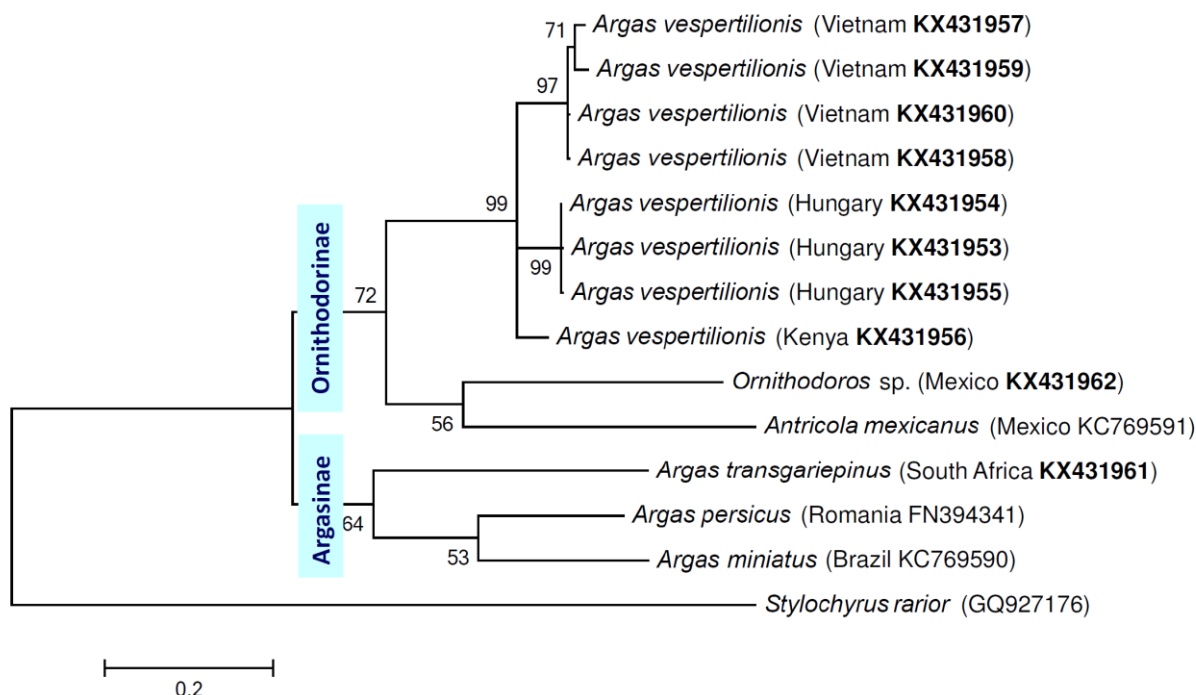 71
Argas vespertilionis (Vietnam KX431957)
Argas vespertilionis (Vietnam KX431959)
97
Argas vespertilionis (Vietnam KX431960)
Argas vespertilionis (Vietnam KX431958)
99
Argas vespertilionis (Hungary KX431954)
Argas vespertilionis (Hungary KX431953)
99
Argas vespertilionis (Hungary KX431955)
Ornithodorinae
72
Argas vespertilionis (Kenya KX431956)
Ornithodoros sp. (Mexico KX431962)
56
Antricola mexicanus (Mexico KC769591)
Argasinae
Argas transgariepinus (South Africa KX431961)
64
Argas persicus (Romania FN394341)
53
Argas miniatus (Brazil KC769590)
Stylochyrus rarior (GQ927176)
0.2